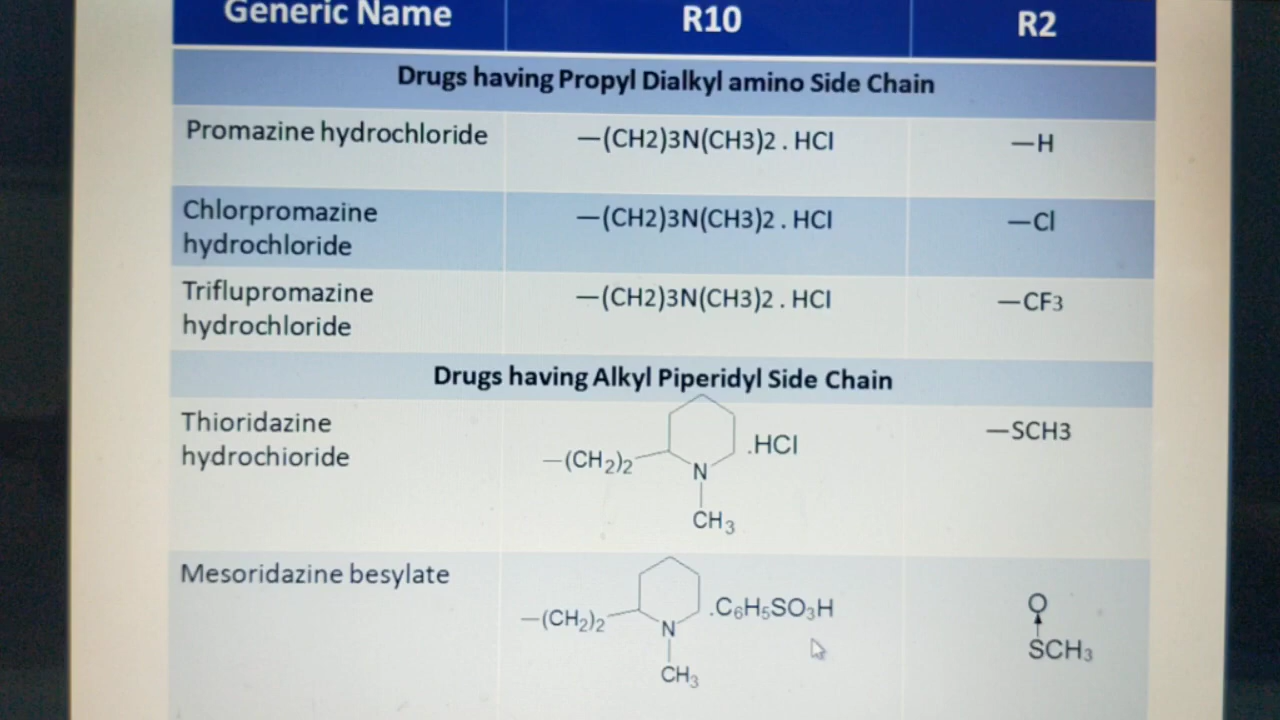 Generic Name R10 R2
Drugs having Propyl Dialkyl amino Side Chain
Promazine hydrochloride —(CH2)3N(CH3)2 . HCl —H
Chlorpromazine
hydrochloride —(CH2)3N(CH3)2 . HCl —Cl
Triflupromazine
hydrochloride —(CH2)3N(CH3)2 . HCl —CF3
Drugs having Alkyl Piperidyl Side Chain
Thioridazine
hydrochioride —(CH₂)₂ N .HCl —SCH3
CH₃
Mesoridazine besylate —(CH₂)₂ N .C₆H₅SO₃H O
CH₃ SCH₃